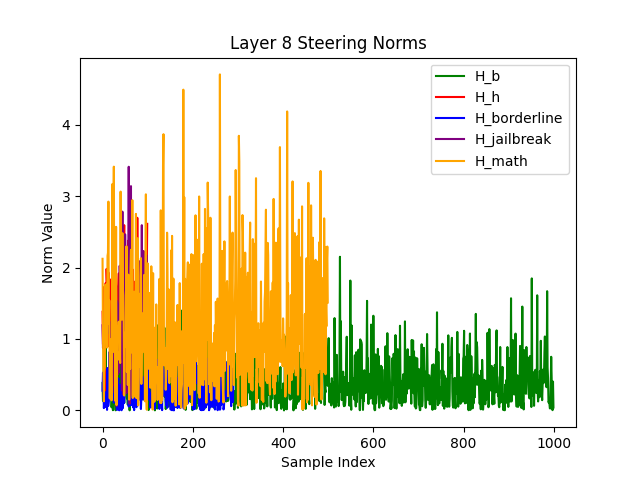 Layer 8 Steering Norms
H_b
H_h
H_borderline
H_jailbreak
H_math
Norm Value
4
3
2
1
0
0 200 400 600 800 1000
Sample Index